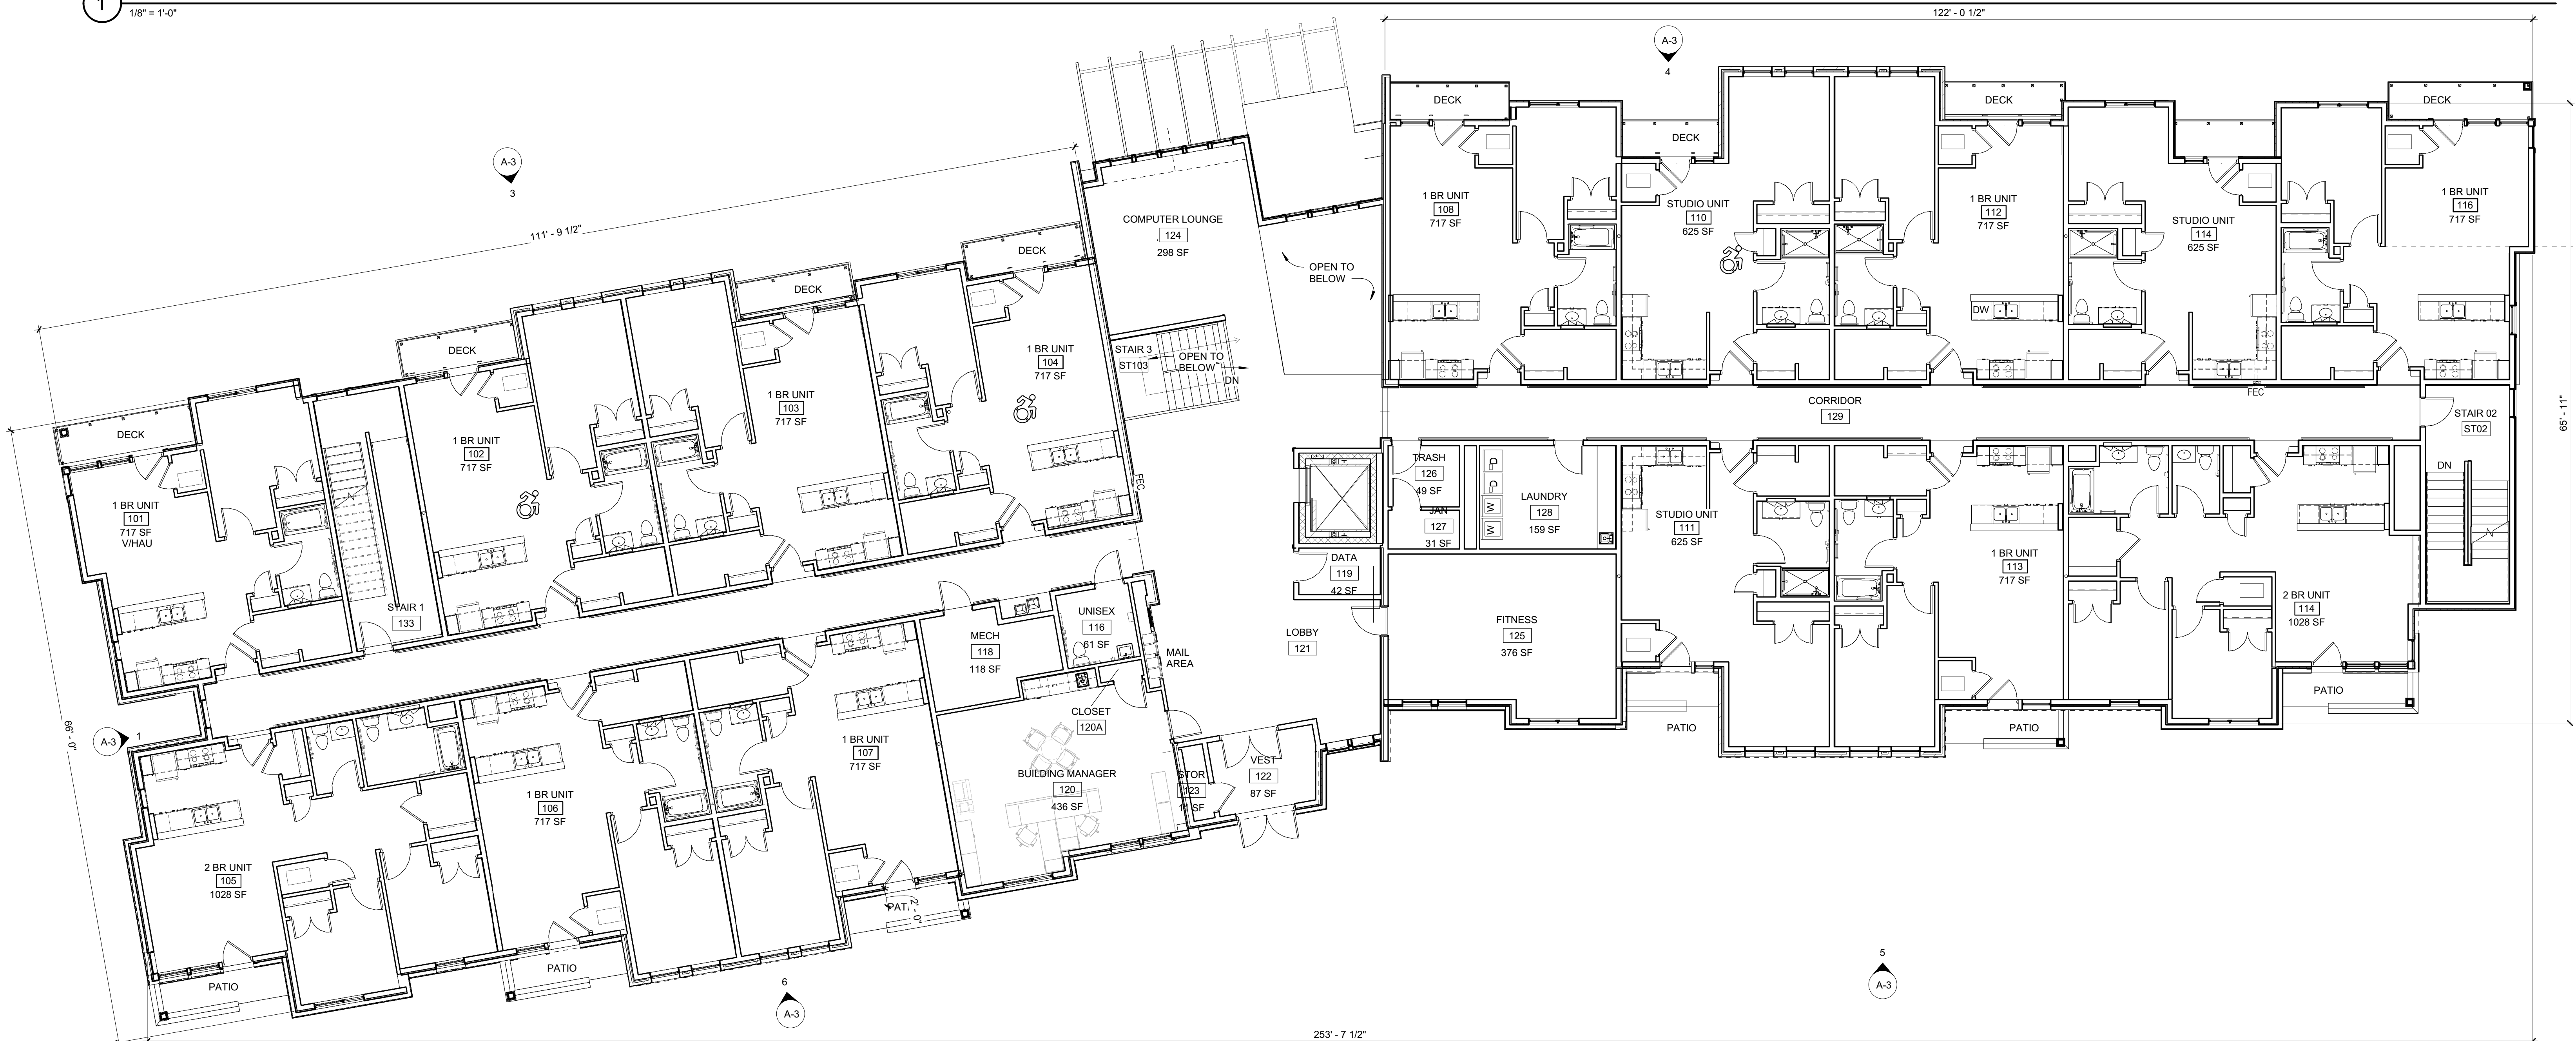 1
1/8" = 1'-0"
122' - 0 1/2"
A-3
4
A-3
3
111' - 9 1/2"
DECK
DECK
DECK
DECK
1 BR UNIT
108
717 SF
STUDIO UNIT
110
625 SF
1 BR UNIT
112
717 SF
STUDIO UNIT
114
625 SF
1 BR UNIT
116
717 SF
DW
COMPUTER LOUNGE
124
298 SF
OPEN TO
BELOW
DECK
DECK
DECK
DECK
1 BR UNIT
101
717 SF
V/HAU
STAIR 1
133
1 BR UNIT
102
717 SF
1 BR UNIT
103
717 SF
1 BR UNIT
104
717 SF
STAIR 3
ST103
OPEN TO
BELOW
DN
FEC
FEC
CORRIDOR
129
STAIR 02
ST02
DN
65' - 11"
TRASH
126
49 SF
JAN
127
31 SF
D
D
W
W
LAUNDRY
128
159 SF
DATA
119
42 SF
LOBBY
121
FITNESS
125
376 SF
STUDIO UNIT
111
625 SF
1 BR UNIT
113
717 SF
2 BR UNIT
114
1028 SF
PATIO
PATIO
PATIO
MECH
118
118 SF
UNISEX
116
61 SF
MAIL
AREA
CLOSET
120A
BUILDING MANAGER
120
436 SF
STOR
123
11 SF
VEST
122
87 SF
66' - 0"
A-3
1
2 BR UNIT
105
1028 SF
1 BR UNIT
106
717 SF
1 BR UNIT
107
717 SF
PATI
2' - 0"
PATIO
PATIO
6
A-3
5
A-3
253' - 7 1/2"